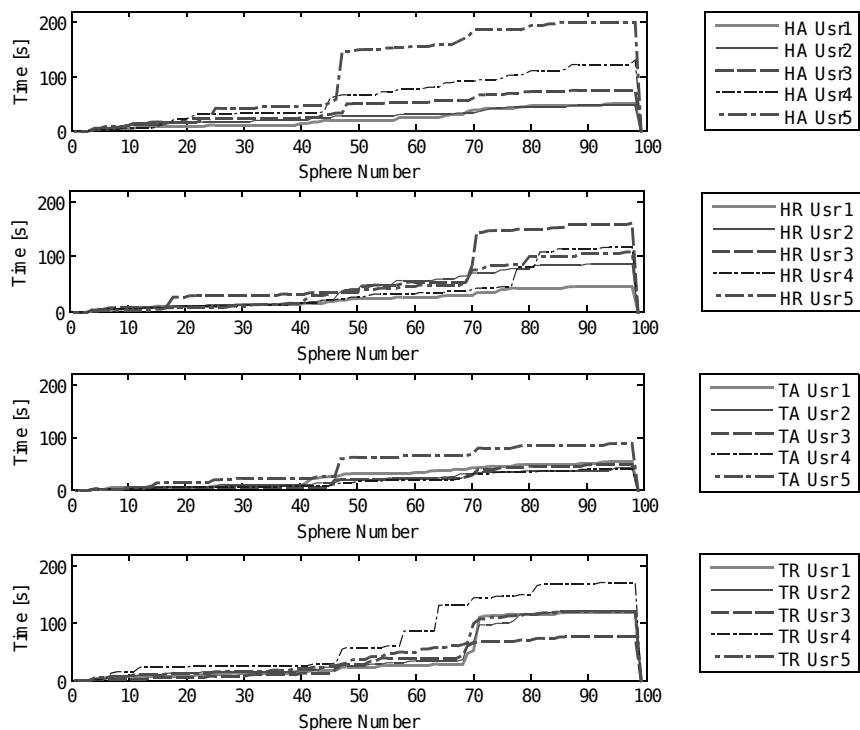 200
100
0
Time [s]
0 10 20 30 40 50 60 70 80 90 100
Sphere Number
HA Usr1
HA Usr2
HA Usr3
HA Usr4
HA Usr5
200
100
0
Time [s]
0 10 20 30 40 50 60 70 80 90 100
Sphere Number
HR Usr1
HR Usr2
HR Usr3
HR Usr4
HR Usr5
200
100
0
Time [s]
0 10 20 30 40 50 60 70 80 90 100
Sphere Number
TA Usr1
TA Usr2
TA Usr3
TA Usr4
TA Usr5
200
100
0
Time [s]
0 10 20 30 40 50 60 70 80 90 100
Sphere Number
TR Usr1
TR Usr2
TR Usr3
TR Usr4
TR Usr5